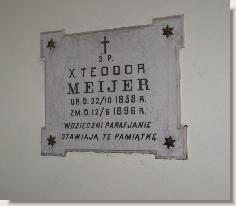 Ś. P.
X. TEODOR
MEIJER
UR. D. 22/10 1838 R.
ZM. D. 12/6 1896 R.
WDZIĘCZNI PARAFJANIE
STAWIAJĄ TĘ PAMIĄTKĘ